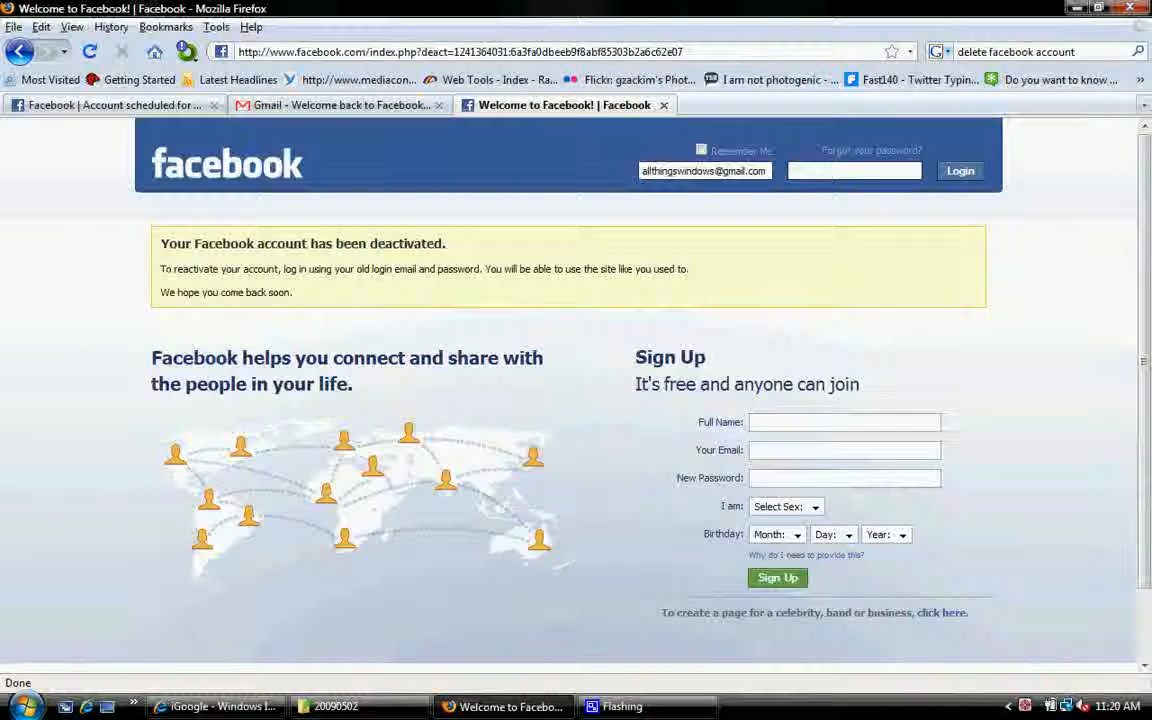 Welcome to Facebook! | Facebook - Mozilla Firefox
File Edit View History Bookmarks Tools Help
http://www.facebook.com/index.php?deact=1241364031:6a3fa0dbeeb9f8abf85303b2a6c62e07
delete facebook account
Most Visited Getting Started Latest Headlines http://www.mediacon... Web Tools - Index - Ra... Flickr: gzackim's Phot... I am not photogenic - ... Fast140 - Twitter Typin... Do you want to know ... »
Facebook | Account scheduled for ... Gmail - Welcome back to Facebook... Welcome to Facebook! | Facebook
facebook
Remember Me Forgot your password?
allthingswindows@gmail.com Login
Your Facebook account has been deactivated.
To reactivate your account, log in using your old login email and password. You will be able to use the site like you used to.
We hope you come back soon.
Facebook helps you connect and share with
the people in your life.
Sign Up
It's free and anyone can join
Full Name:
Your Email:
New Password:
I am: Select Sex:
Birthday: Month: Day: Year:
Why do I need to provide this?
Sign Up
To create a page for a celebrity, band or business, click here.
Done
iGoogle - Windows I... 20090502 Welcome to Facebo... Flashing 11:20 AM